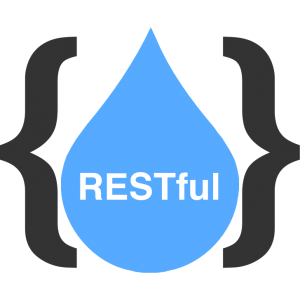 { RESTful }